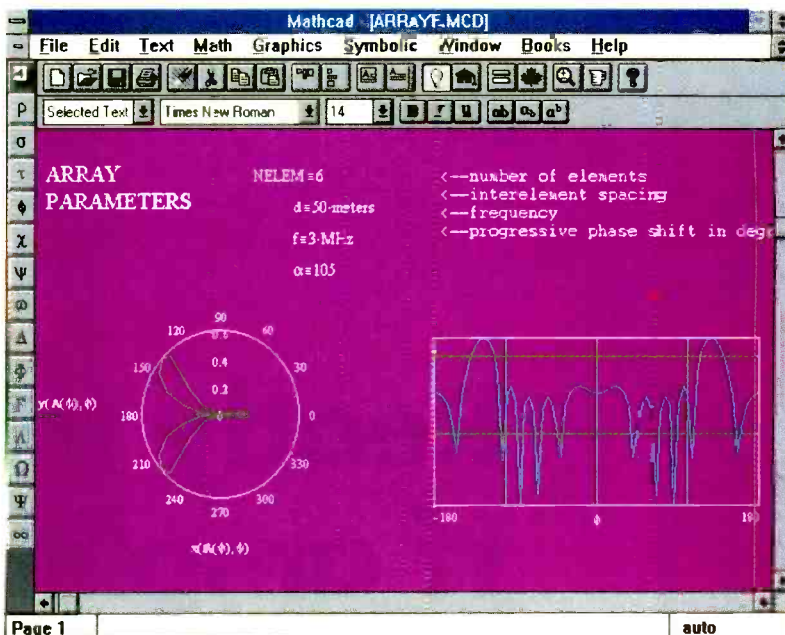 Mathcad - [ARRAYF.MCD]
File Edit Text Math Graphics Symbolic Window Books Help
Selected Text Times New Roman 14 B I U
ρ
σ
τ
ϕ
χ
ψ
ω
Δ
Φ
Γ
Λ
Ω
Ψ
∞
ARRAY
PARAMETERS
NELEM≡6
d≡50·meters
f≡3·MHz
α≡105
<--number of elements
<--interelement spacing
<--frequency
<--progressive phase shift in deg
90
120 60
0.4
150 0.2 30
y(A(ϕ),ϕ) 180 0 0
210 330
240 300
270
x(A(ϕ),ϕ)
-180 ϕ 180
Page 1 auto